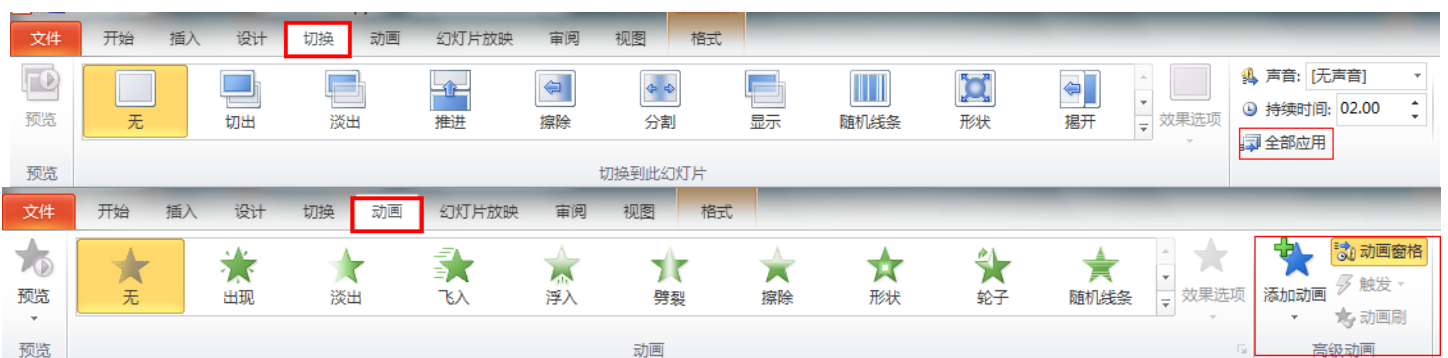 文件 开始 插入 设计 切换 动画 幻灯片放映 审阅 视图 格式
声音: [无声音]
持续时间: 02.00
预览 无 切出 淡出 推进 擦除 分割 显示 随机线条 形状 揭开 效果选项
全部应用
预览 切换到此幻灯片
文件 开始 插入 设计 切换 动画 幻灯片放映 审阅 视图 格式
动画窗格
预览 无 出现 淡出 飞入 浮入 劈裂 擦除 形状 轮子 随机线条 效果选项 添加动画 触发
动画刷
预览 动画 高级动画